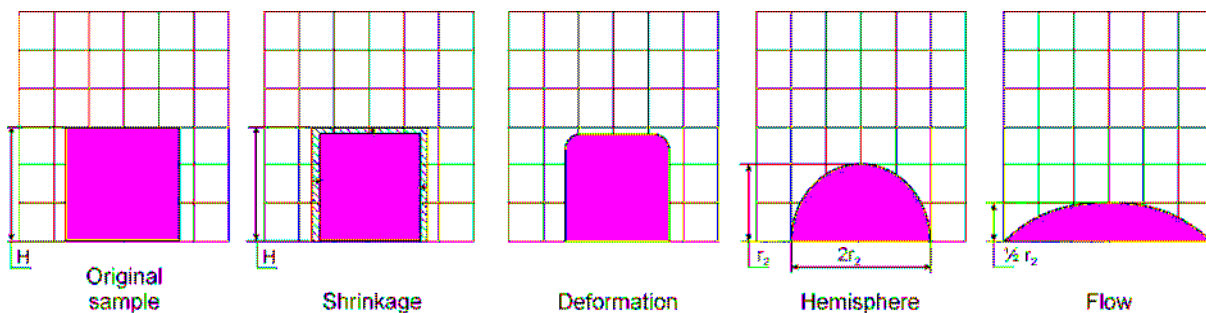 H
H
r₂
2r₂
½ r₂
Original
sample
Shrinkage
Deformation
Hemisphere
Flow